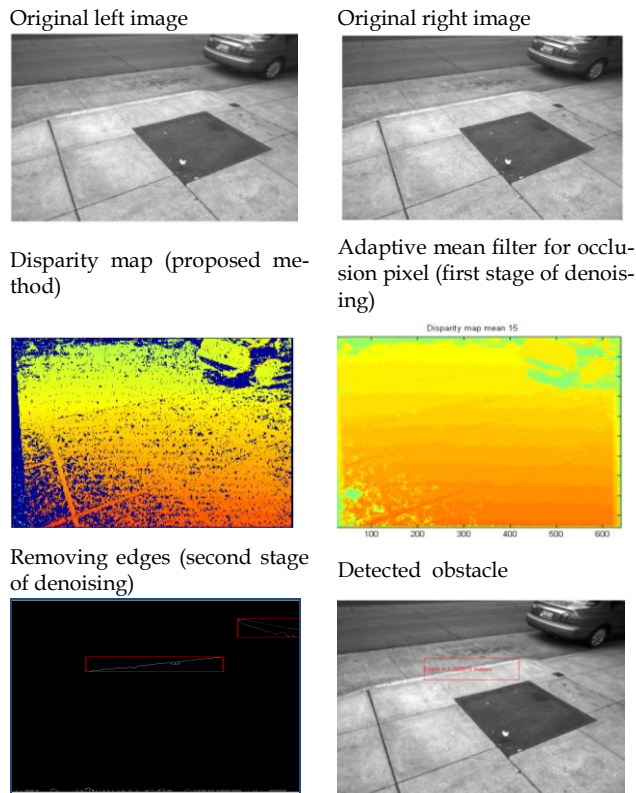 Original left image
Original right image
Disparity map (proposed me-
thod)
Adaptive mean filter for occlu-
sion pixel (first stage of denois-
ing)
Disparity map mean 15
100 200 300 400 500 600
Removing edges (second stage
of denoising)
Detected obstacle